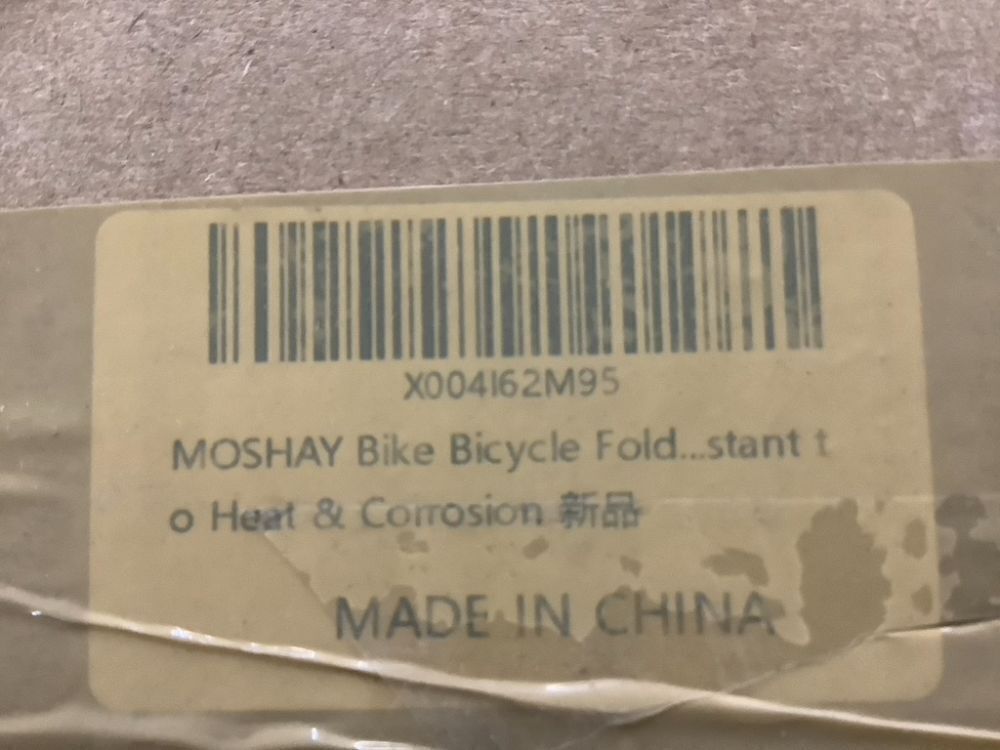 X004I62M95
MOSHAY Bike Bicycle Fold...stant t
o Heat & Corrosion 新品
MADE IN CHINA